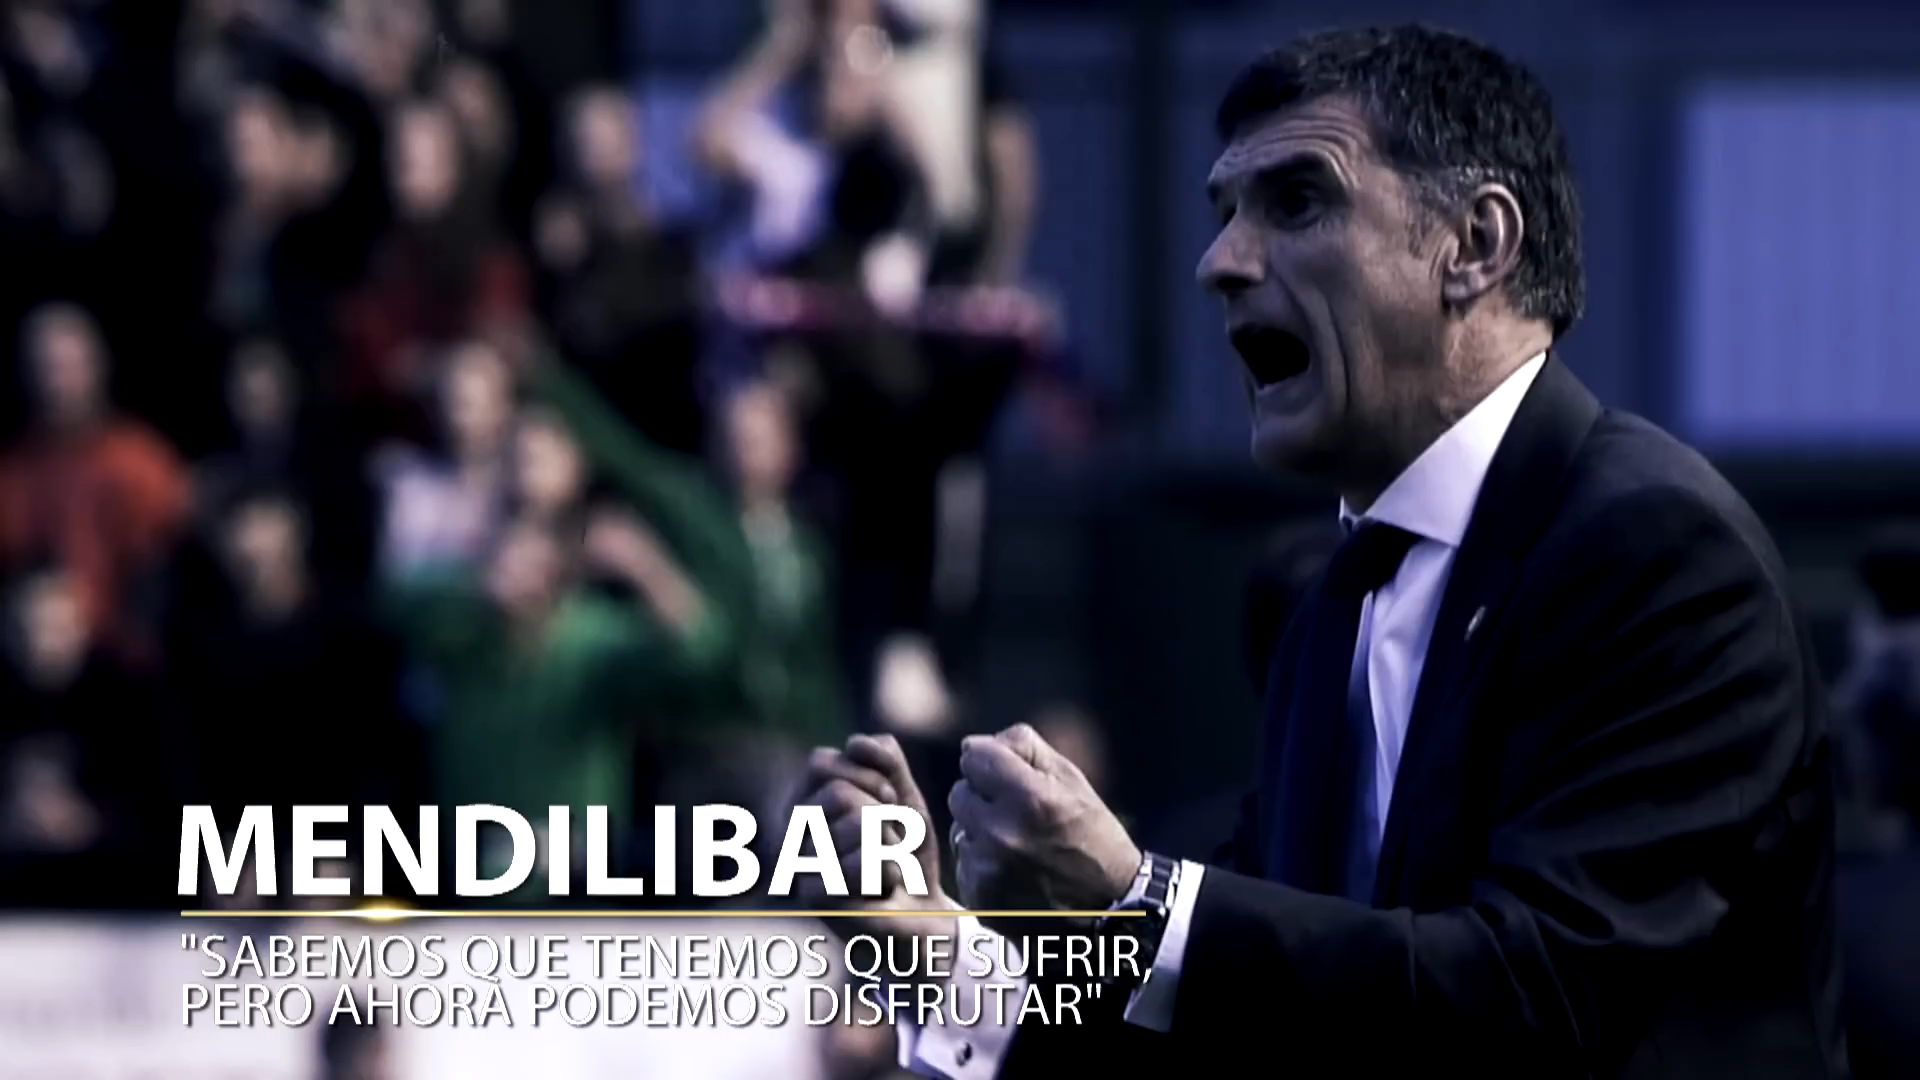 MENDILIBAR
"SABEMOS QUE TENEMOS QUE SUFRIR,
PERO AHORA PODEMOS DISFRUTAR"